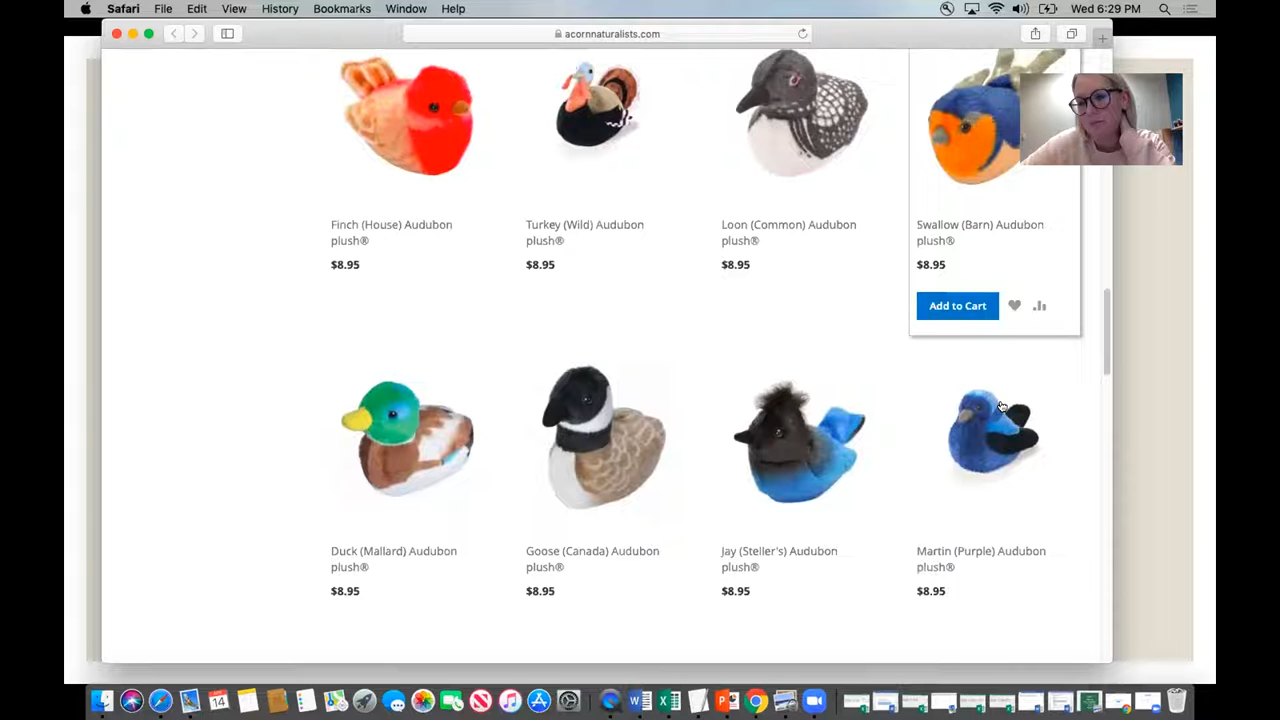 Safari File Edit View History Bookmarks Window Help Wed 6:29 PM
acornnaturalists.com
Finch (House) Audubon
plush®
$8.95
Turkey (Wild) Audubon
plush®
$8.95
Loon (Common) Audubon
plush®
$8.95
Swallow (Barn) Audubon
plush®
$8.95
Add to Cart
Duck (Mallard) Audubon
plush®
$8.95
Goose (Canada) Audubon
plush®
$8.95
Jay (Steller's) Audubon
plush®
$8.95
Martin (Purple) Audubon
plush®
$8.95
14